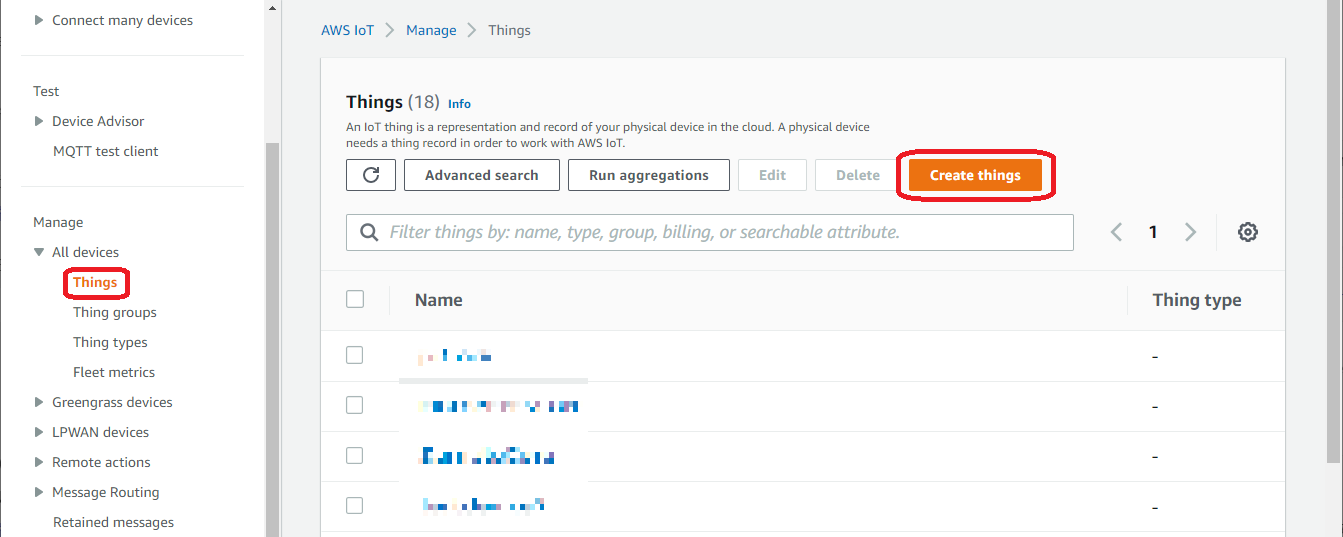 Connect many devices
Test
Device Advisor
MQTT test client
Manage
All devices
Things
Thing groups
Thing types
Fleet metrics
Greengrass devices
LPWAN devices
Remote actions
Message Routing
Retained messages
AWS IoT Manage Things
Things (18) Info
An IoT thing is a representation and record of your physical device in the cloud. A physical device
needs a thing record in order to work with AWS IoT.
Advanced search Run aggregations Edit Delete Create things
Filter things by: name, type, group, billing, or searchable attribute. 1
Name Thing type
-
-
-
-